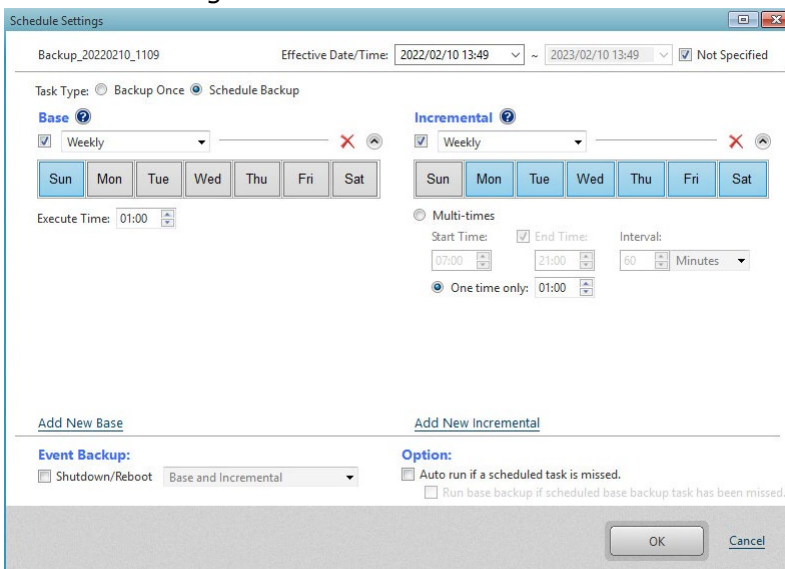 Schedule Settings
Backup_20220210_1109 Effective Date/Time: 2022/02/10 13:49 ~ 2023/02/10 13:49 Not Specified
Task Type: Backup Once Schedule Backup
Base ? Incremental ?
Weekly Weekly
Sun Mon Tue Wed Thu Fri Sat Sun Mon Tue Wed Thu Fri Sat
Execute Time: 01:00 Multi-times
Start Time: End Time: Interval:
07:00 21:00 60 Minutes
One time only: 01:00
Add New Base Add New Incremental
Event Backup: Option:
Shutdown/Reboot Base and Incremental Auto run if a scheduled task is missed.
Run base backup if scheduled base backup task has been missed.
OK Cancel